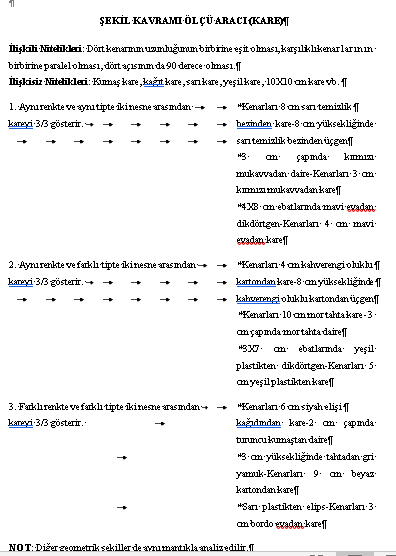 ŞEKİL KAVRAMI ÖLÇÜ ARACI (KARE)
İlişkili Nitelikleri: Dört kenarının uzunluğunun birbirine eşit olması, karşılıklı kenarlarının
birbirine paralel olması, dört açısının da 90 derece olması.
İlişkisiz Nitelikleri: Kumaş kare, kağıt kare, sarı kare, yeşil kare, 10X10 cm kare vb.
1. Aynı renkte ve aynı tipte iki nesne arasından
kareyi 3/3 gösterir.
*Kenarları 8 cm sarı temizlik
bezinden kare-8 cm yüksekliğinde
sarı temizlik bezinden üçgen
*3 cm çapında kırmızı
mukavvadan daire-Kenarları 3 cm
kırmızı mukavvadan kare
*4X8 cm ebatlarında mavi evadan
dikdörtgen-Kenarları 4 cm mavi
evadan kare
2. Aynı renkte ve farklı tipte iki nesne arasından
kareyi 3/3 gösterir.
*Kenarları 4 cm kahverengi oluklu
kartondan kare-8 cm yüksekliğinde
kahverengi oluklu kartondan üçgen
*Kenarları 10 cm mor tahta kare-3
cm çapında mor tahta daire
*3X7 cm ebatlarında yeşil
plastikten dikdörtgen-Kenarları 5
cm yeşil plastikten kare
3. Farklı renkte ve farklı tipte iki nesne arasından
kareyi 3/3 gösterir.
*Kenarları 6 cm siyah elişi
kağıdından kare-2 cm çapında
turuncu kumaştan daire
*3 cm yüksekliğinde tahtadan gri
yamuk-Kenarları 9 cm beyaz
kartondan kare
*Sarı plastikten elips-Kenarları 3
cm bordo evadan kare
NOT: Diğer geometrik şekiller de aynı mantıkla analiz edilir.